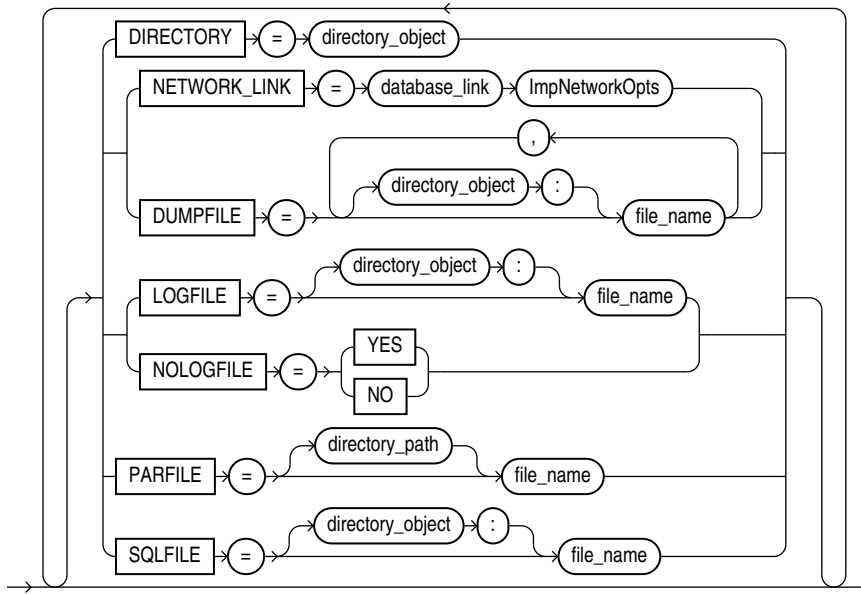 DIRECTORY = directory_object
NETWORK_LINK = database_link ImpNetworkOpts
,
directory_object :
DUMPFILE = file_name
directory_object :
LOGFILE = file_name
YES
NOLOGFILE =
NO
directory_path
PARFILE = file_name
directory_object :
SQLFILE = file_name